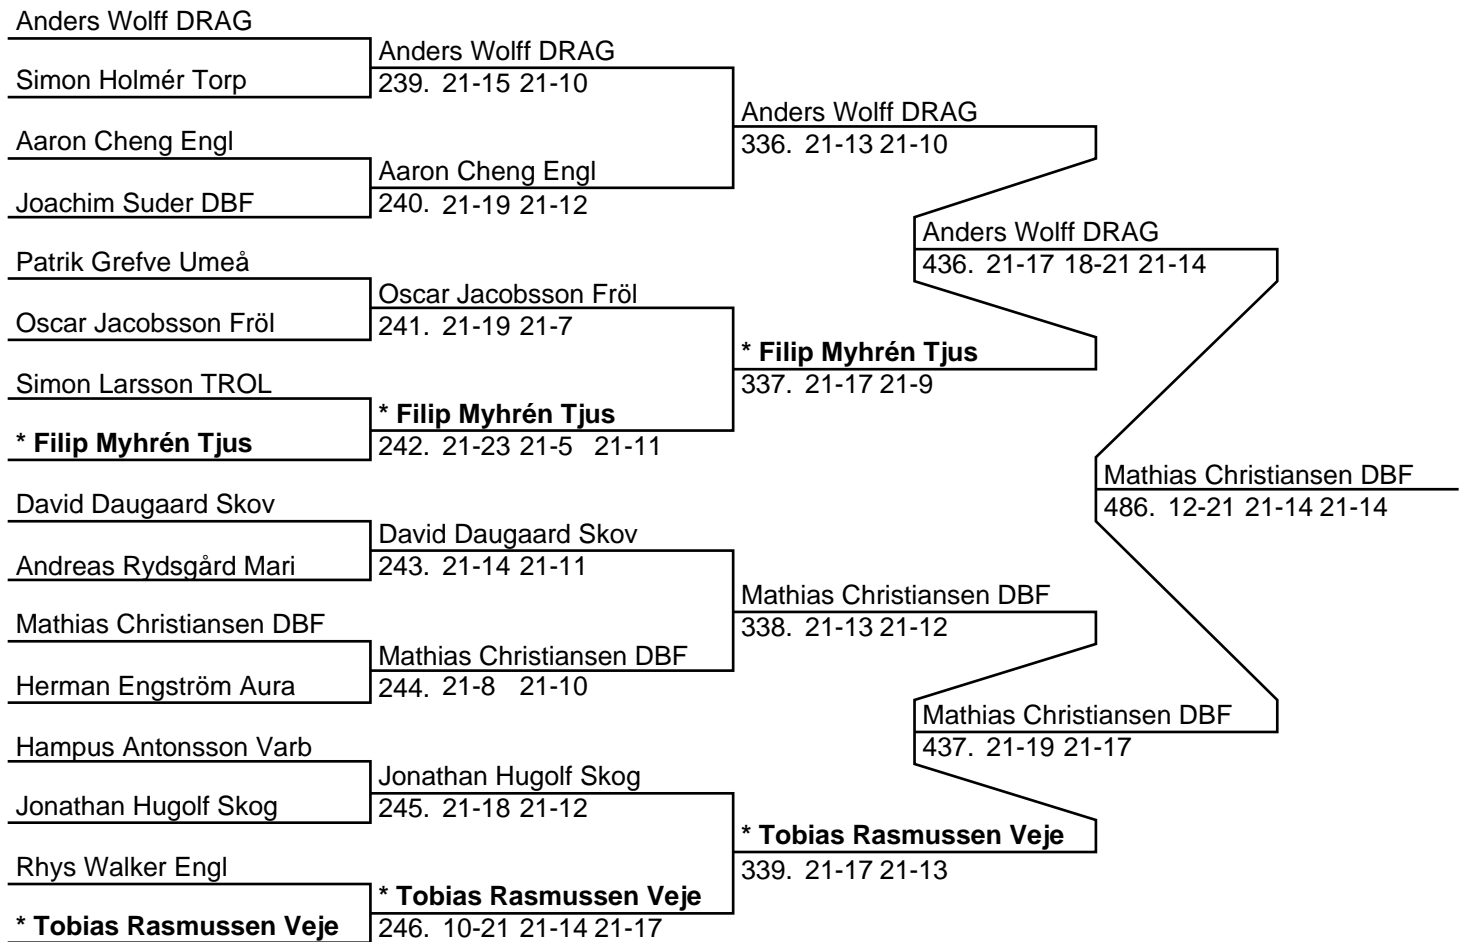 Anders Wolff DRAG
Simon Holmér Torp
Aaron Cheng Engl
Joachim Suder DBF
Patrik Grefve Umeå
Oscar Jacobsson Fröl
Simon Larsson TROL
* Filip Myhrén Tjus
David Daugaard Skov
Andreas Rydsgård Mari
Mathias Christiansen DBF
Herman Engström Aura
Hampus Antonsson Varb
Jonathan Hugolf Skog
Rhys Walker Engl
* Tobias Rasmussen Veje
Anders Wolff DRAG
239. 21-15 21-10
Aaron Cheng Engl
240. 21-19 21-12
Oscar Jacobsson Fröl
241. 21-19 21-7
* Filip Myhrén Tjus
242. 21-23 21-5 21-11
David Daugaard Skov
243. 21-14 21-11
Mathias Christiansen DBF
244. 21-8 21-10
Jonathan Hugolf Skog
245. 21-18 21-12
* Tobias Rasmussen Veje
246. 10-21 21-14 21-17
Anders Wolff DRAG
336. 21-13 21-10
* Filip Myhrén Tjus
337. 21-17 21-9
Mathias Christiansen DBF
338. 21-13 21-12
* Tobias Rasmussen Veje
339. 21-17 21-13
Anders Wolff DRAG
436. 21-17 18-21 21-14
Mathias Christiansen DBF
437. 21-19 21-17
Mathias Christiansen DBF
486. 12-21 21-14 21-14